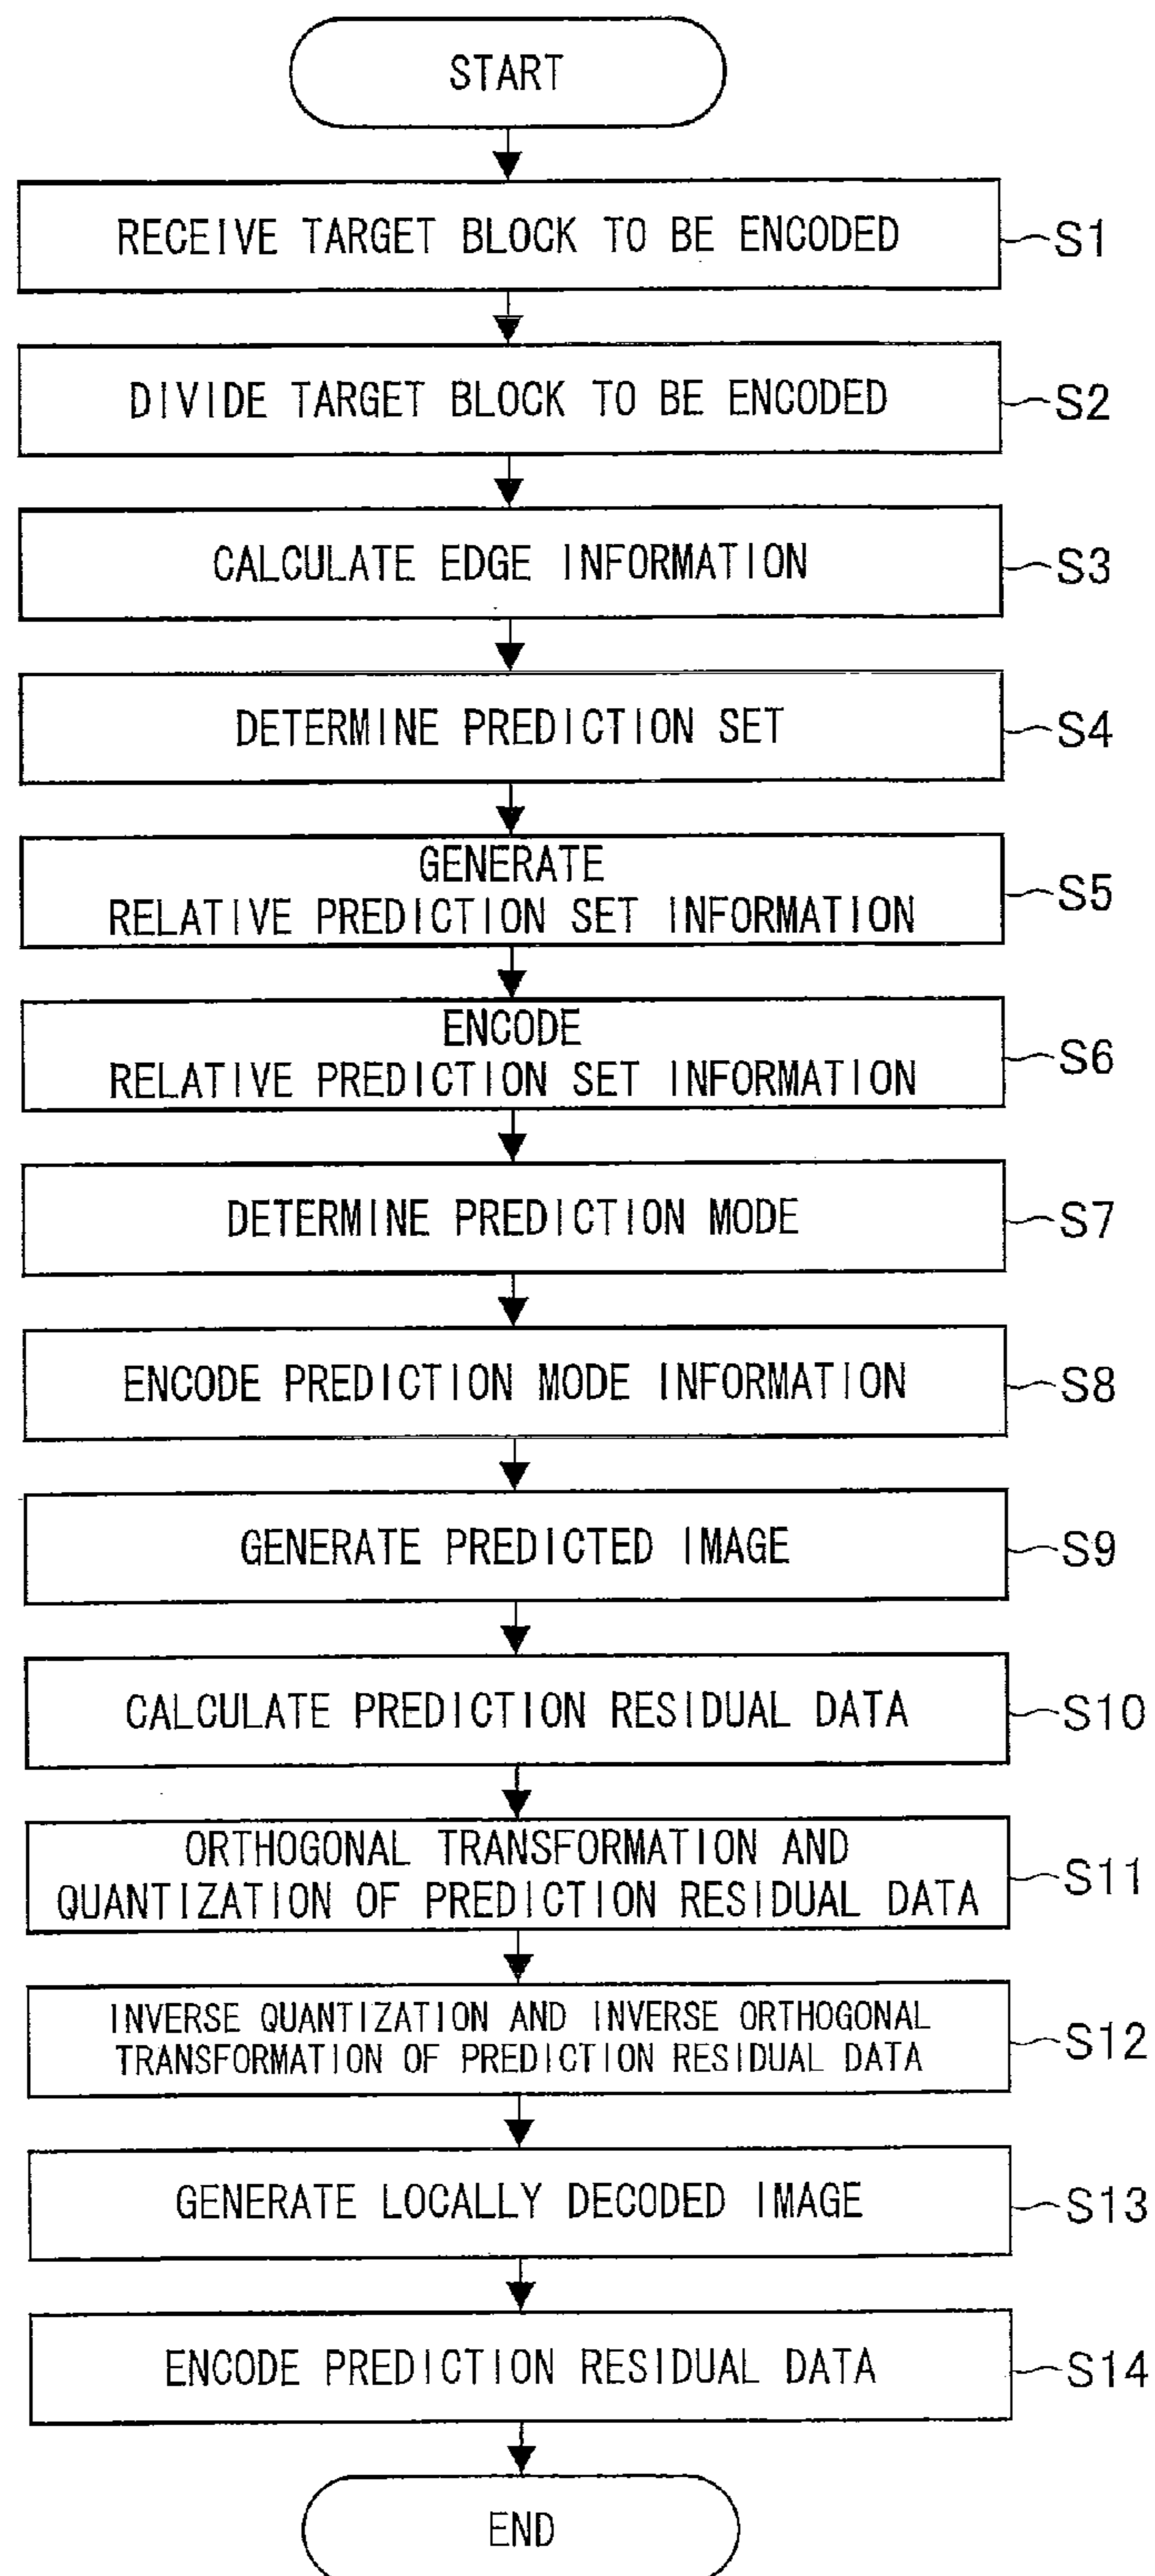 START
RECEIVE TARGET BLOCK TO BE ENCODED
S1
DIVIDE TARGET BLOCK TO BE ENCODED
S2
CALCULATE EDGE INFORMATION
S3
DETERMINE PREDICTION SET
S4
GENERATE
RELATIVE PREDICTION SET INFORMATION
S5
ENCODE
RELATIVE PREDICTION SET INFORMATION
S6
DETERMINE PREDICTION MODE
S7
ENCODE PREDICTION MODE INFORMATION
S8
GENERATE PREDICTED IMAGE
S9
CALCULATE PREDICTION RESIDUAL DATA
S10
ORTHOGONAL TRANSFORMATION AND
QUANTIZATION OF PREDICTION RESIDUAL DATA
S11
INVERSE QUANTIZATION AND INVERSE ORTHOGONAL
TRANSFORMATION OF PREDICTION RESIDUAL DATA
S12
GENERATE LOCALLY DECODED IMAGE
S13
ENCODE PREDICTION RESIDUAL DATA
S14
END